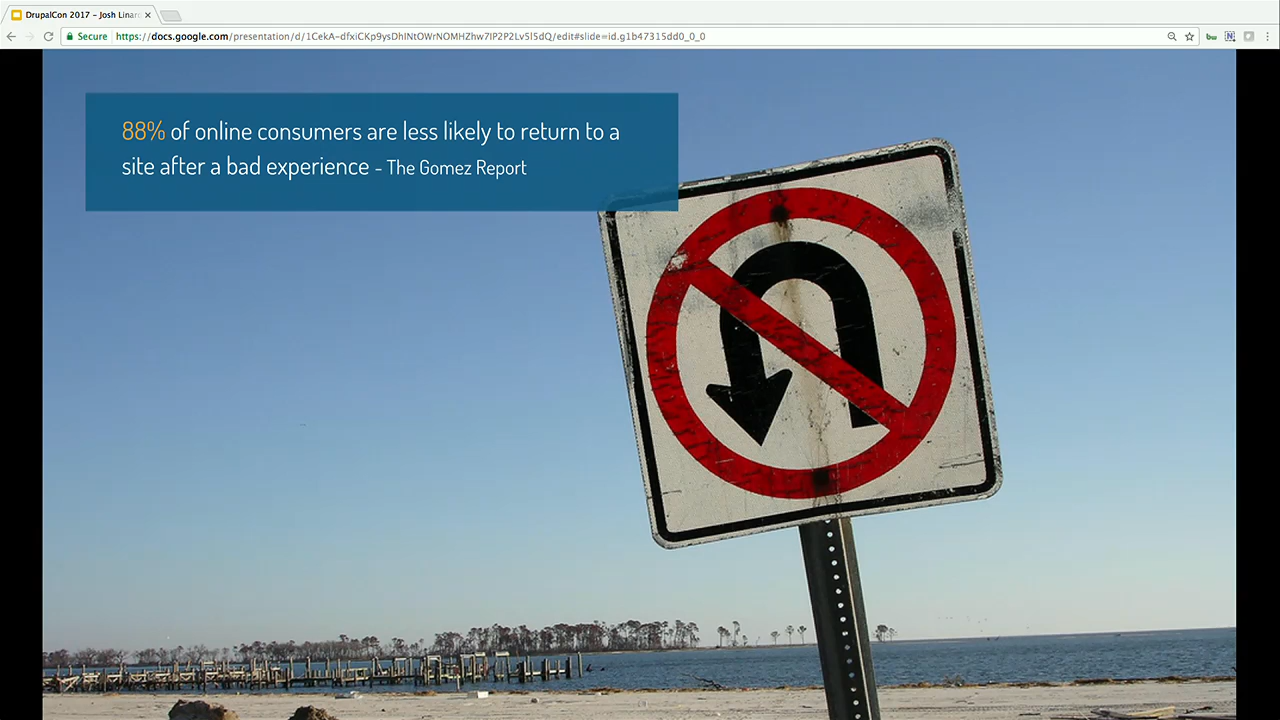 DrupalCon 2017 – Josh Linar
Secure
https://docs.google.com/presentation/d/1CekA-dfxiCKp9ysDhINtOWrNOMHZhw7IP2P2Lv5l5dQ/edit#slide=id.g1b47315dd0_0_0
88% of online consumers are less likely to return to a
site after a bad experience - The Gomez Report